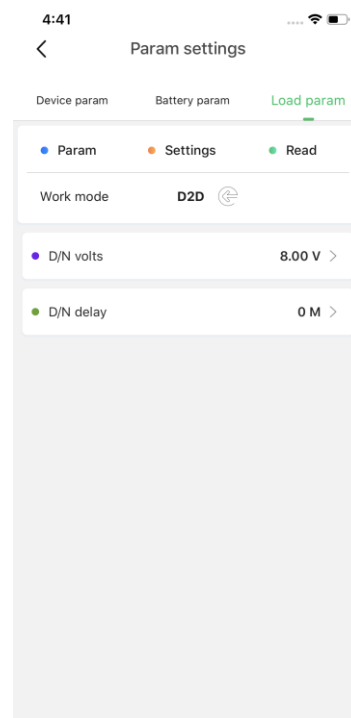 4:41
Param settings
Device param Battery param Load param
Param Settings Read
Work mode D2D
D/N volts 8.00 V
D/N delay 0 M